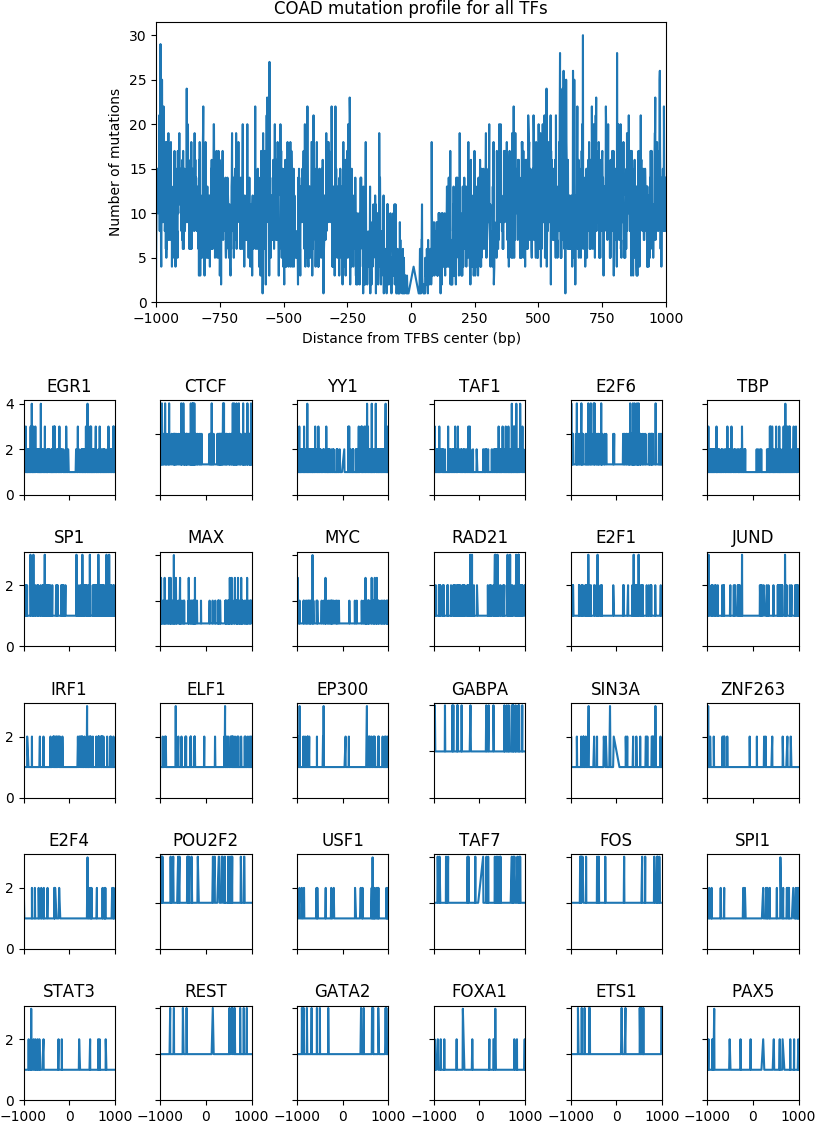 COAD mutation profile for all TFs
30
25
20
15
10
5
0
Number of mutations
−1000 −750 −500 −250 0 250 500 750 1000
Distance from TFBS center (bp)
EGR1 CTCF YY1 TAF1 E2F6 TBP
4
2
0
SP1 MAX MYC RAD21 E2F1 JUND
2
0
IRF1 ELF1 EP300 GABPA SIN3A ZNF263
2
0
E2F4 POU2F2 USF1 TAF7 FOS SPI1
2
0
STAT3 REST GATA2 FOXA1 ETS1 PAX5
2
0
−1000 0 1000 −1000 0 1000 −1000 0 1000 −1000 0 1000 −1000 0 1000 −1000 0 1000